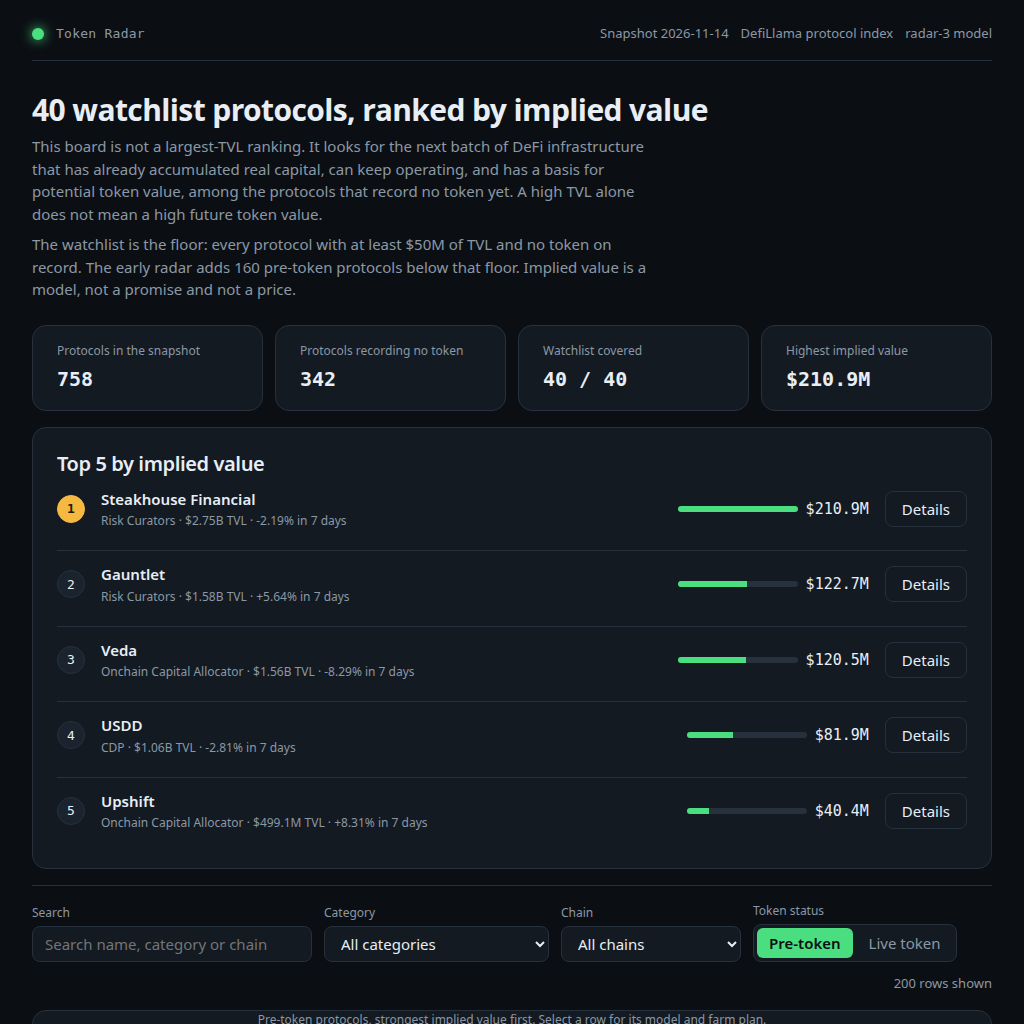 Token Radar
Snapshot 2026-11-14 DefiLlama protocol index radar-3 model
40 watchlist protocols, ranked by implied value
This board is not a largest-TVL ranking. It looks for the next batch of DeFi infrastructure
that has already accumulated real capital, can keep operating, and has a basis for
potential token value, among the protocols that record no token yet. A high TVL alone
does not mean a high future token value.
The watchlist is the floor: every protocol with at least $50M of TVL and no token on
record. The early radar adds 160 pre-token protocols below that floor. Implied value is a
model, not a promise and not a price.
Protocols in the snapshot
758
Protocols recording no token
342
Watchlist covered
40 / 40
Highest implied value
$210.9M
Top 5 by implied value
1
Steakhouse Financial
Risk Curators · $2.75B TVL · -2.19% in 7 days
$210.9M
Details
2
Gauntlet
Risk Curators · $1.58B TVL · +5.64% in 7 days
$122.7M
Details
3
Veda
Onchain Capital Allocator · $1.56B TVL · -8.29% in 7 days
$120.5M
Details
4
USDD
CDP · $1.06B TVL · -2.81% in 7 days
$81.9M
Details
5
Upshift
Onchain Capital Allocator · $499.1M TVL · +8.31% in 7 days
$40.4M
Details
Search
Search name, category or chain
Category
All categories
Chain
All chains
Token status
Pre-token
Live token
200 rows shown
Pre-token protocols, strongest implied value first. Select a row for its model and farm plan.